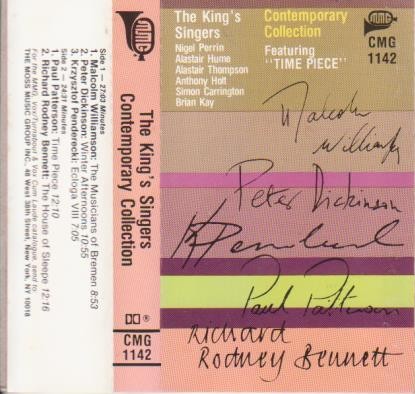 Side 1 — 27:03 Minutes
1. Malcolm Williamson: The Musicians of Bremen 8:53
2. Peter Dickinson: Winter Afternoons 10:55
3. Krzysztof Penderecki: Ecloga VIII 7:05
Side 2 — 24:31 Minutes
1. Paul Patterson: Time Piece 12:10
2. Richard Rodney Bennett: The House of Sleepe 12:16
For the MMG, Vox/Turnabout & Vox Cum Laude catalogue, send to
THE MOSS MUSIC GROUP INC., 48 West 38th Street, New York, NY 10018
The King's Singers
Contemporary Collection
CMG
1142
The King's
Singers
Nigel Perrin
Alastair Hume
Alastair Thompson
Anthony Holt
Simon Carrington
Brian Kay
Contemporary
Collection
Featuring
"TIME PIECE"
MMG
CMG
1142
Malcolm
Williamson
Peter Dickinson
Penderecki
Paul Patterson
Richard
Rodney Bennett